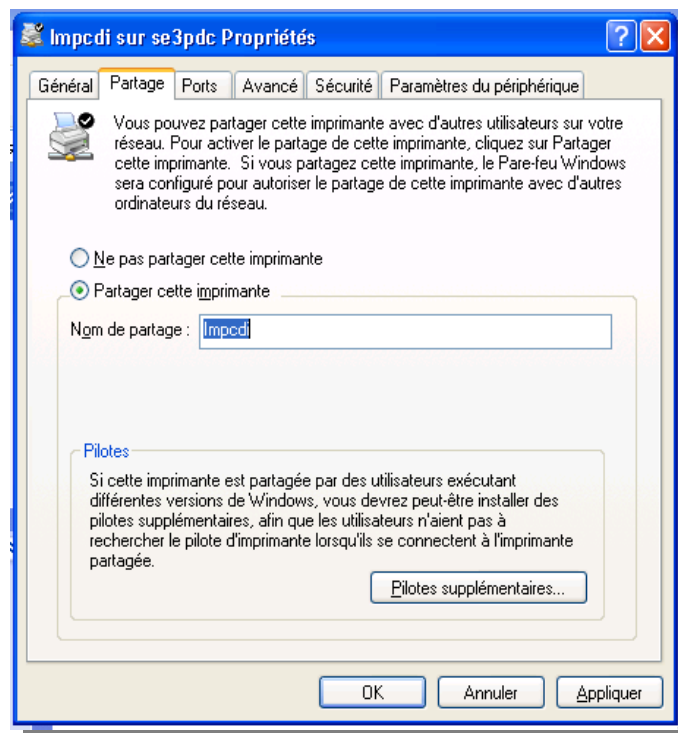 Impcdi sur se3pdc Propriétés
Général Partage Ports Avancé Sécurité Paramètres du périphérique
Vous pouvez partager cette imprimante avec d'autres utilisateurs sur votre
réseau. Pour activer le partage de cette imprimante, cliquez sur Partager
cette imprimante. Si vous partagez cette imprimante, le Pare-feu Windows
sera configuré pour autoriser le partage de cette imprimante avec d'autres
ordinateurs du réseau.
Ne pas partager cette imprimante
Partager cette imprimante
Nom de partage : Impcdi
Pilotes
Si cette imprimante est partagée par des utilisateurs exécutant
différentes versions de Windows, vous devrez peut-être installer des
pilotes supplémentaires, afin que les utilisateurs n'aient pas à
rechercher le pilote d'imprimante lorsqu'ils se connectent à l'imprimante
partagée.
Pilotes supplémentaires...
OK Annuler Appliquer